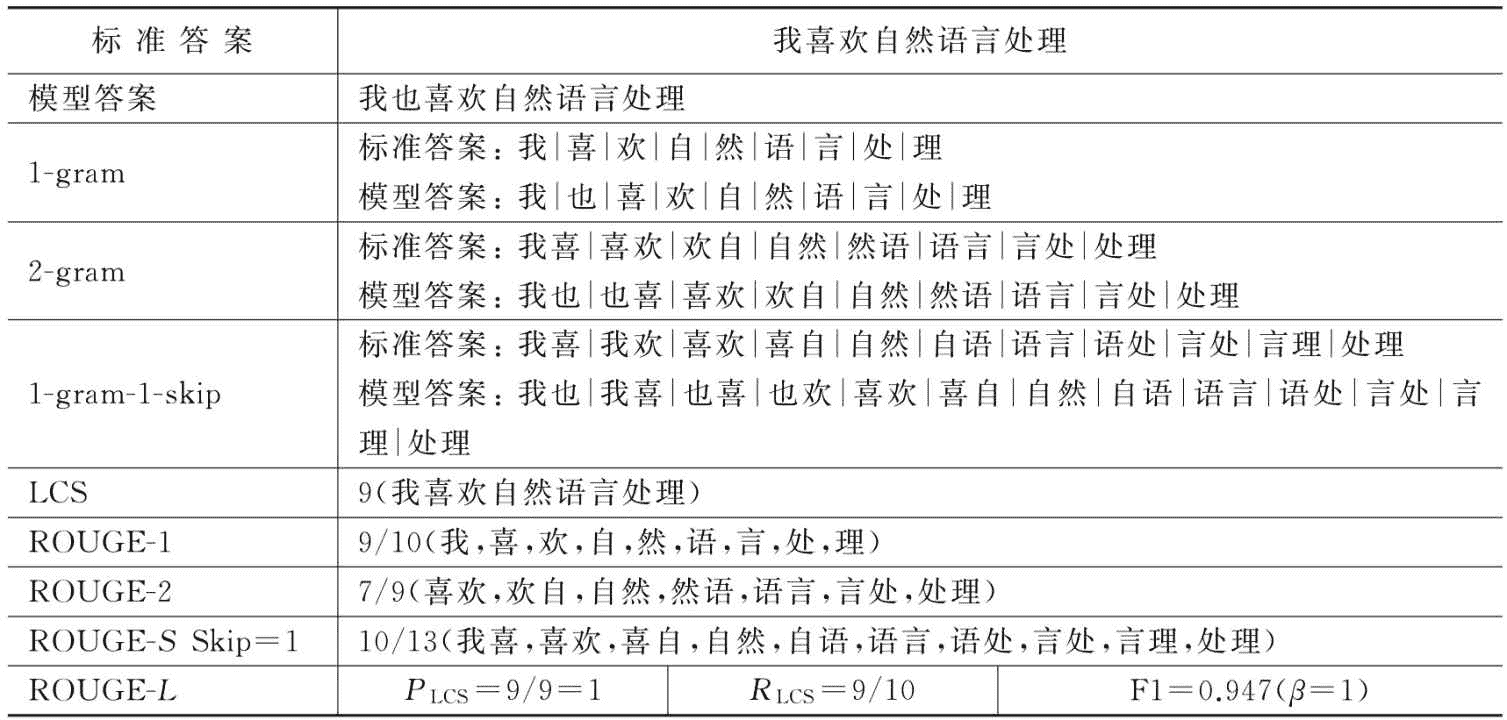 标准答案 我喜欢自然语言处理
模型答案 我也喜欢自然语言处理
1-gram
标准答案：我|喜|欢|自|然|语|言|处|理
模型答案：我|也|喜|欢|自|然|语|言|处|理
2-gram
标准答案：我喜|喜欢|欢自|自然|然语|语言|言处|处理
模型答案：我也|也喜|喜欢|欢自|自然|然语|语言|言处|处理
1-gram-1-skip
标准答案：我喜|我欢|喜欢|喜自|自然|自语|语言|语处|言处|言理|处理
模型答案：我也|我喜|也喜|也欢|喜欢|喜自|自然|自语|语言|语处|言处|言
理|处理
LCS 9(我喜欢自然语言处理)
ROUGE-1 9/10(我,喜,欢,自,然,语,言,处,理)
ROUGE-2 7/9(喜欢,欢自,自然,然语,语言,言处,处理)
ROUGE-S Skip=1 10/13(我喜,喜欢,喜自,自然,自语,语言,语处,言处,言理,处理)
ROUGE-L P_LCS=9/9=1 R_LCS=9/10 F1=0.947(β=1)